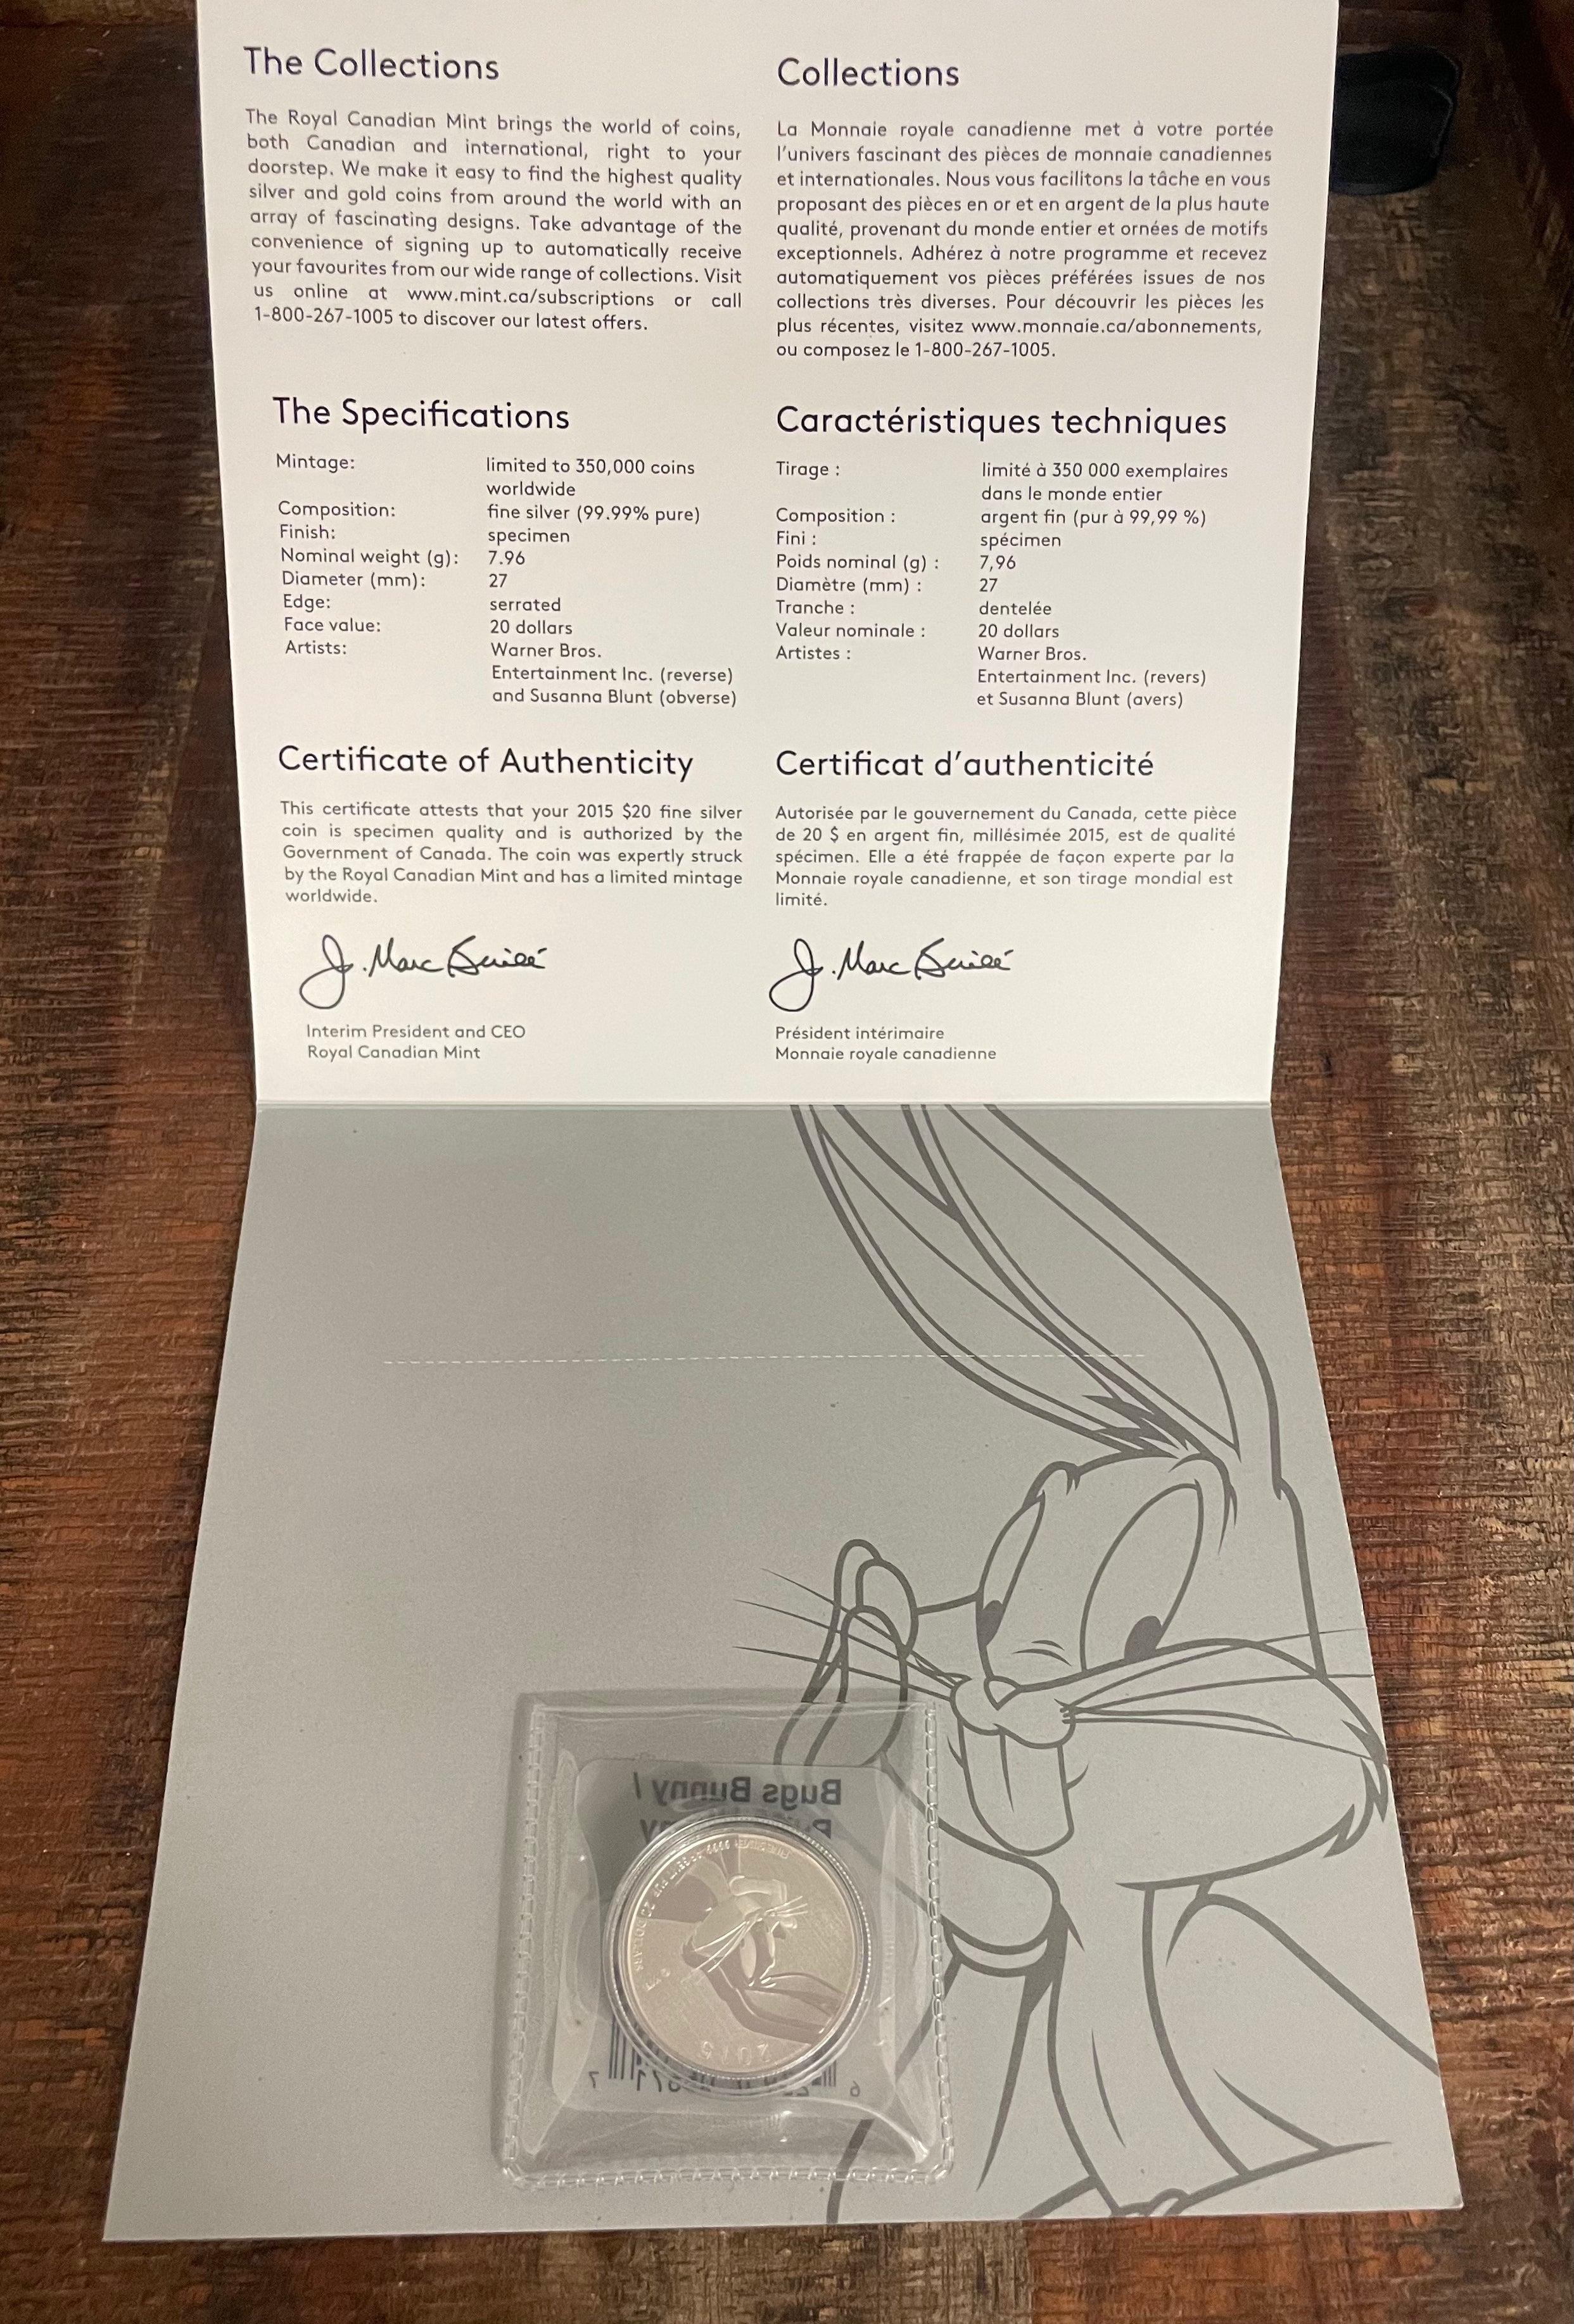 The Collections
The Royal Canadian Mint brings the world of coins,
both Canadian and international, right to your
doorstep. We make it easy to find the highest quality
silver and gold coins from around the world with an
array of fascinating designs. Take advantage of the
convenience of signing up to automatically receive
your favourites from our wide range of collections. Visit
us online at www.mint.ca/subscriptions or call
1-800-267-1005 to discover our latest offers.
The Specifications
Mintage: limited to 350,000 coins
worldwide
Composition: fine silver (99.99% pure)
Finish: specimen
Nominal weight (g): 7.96
Diameter (mm): 27
Edge: serrated
Face value: 20 dollars
Artists: Warner Bros.
Entertainment Inc. (reverse)
and Susanna Blunt (obverse)
Certificate of Authenticity
This certificate attests that your 2015 $20 fine silver
coin is specimen quality and is authorized by the
Government of Canada. The coin was expertly struck
by the Royal Canadian Mint and has a limited mintage
worldwide.
J. Marc Brûlé
Interim President and CEO
Royal Canadian Mint
Collections
La Monnaie royale canadienne met à votre portée
l'univers fascinant des pièces de monnaie canadiennes
et internationales. Nous vous facilitons la tâche en vous
proposant des pièces en or et en argent de la plus haute
qualité, provenant du monde entier et ornées de motifs
exceptionnels. Adhérez à notre programme et recevez
automatiquement vos pièces préférées issues de nos
collections très diverses. Pour découvrir les pièces les
plus récentes, visitez www.monnaie.ca/abonnements,
ou composez le 1-800-267-1005.
Caractéristiques techniques
Tirage : limité à 350 000 exemplaires
dans le monde entier
Composition : argent fin (pur à 99,99 %)
Fini : spécimen
Poids nominal (g) : 7,96
Diamètre (mm) : 27
Tranche : dentelée
Valeur nominale : 20 dollars
Artistes : Warner Bros.
Entertainment Inc. (revers)
et Susanna Blunt (avers)
Certificat d'authenticité
Autorisée par le gouvernement du Canada, cette pièce
de 20 $ en argent fin, millésimée 2015, est de qualité
spécimen. Elle a été frappée de façon experte par la
Monnaie royale canadienne, et son tirage mondial est
limité.
J. Marc Brûlé
Président intérimaire
Monnaie royale canadienne
Bugs Bunny /
20 DOLLARS
2015